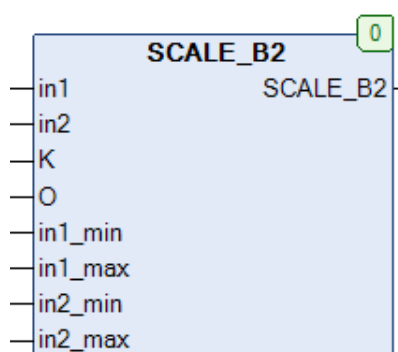 0
SCALE_B2
in1 SCALE_B2
in2
K
O
in1_min
in1_max
in2_min
in2_max